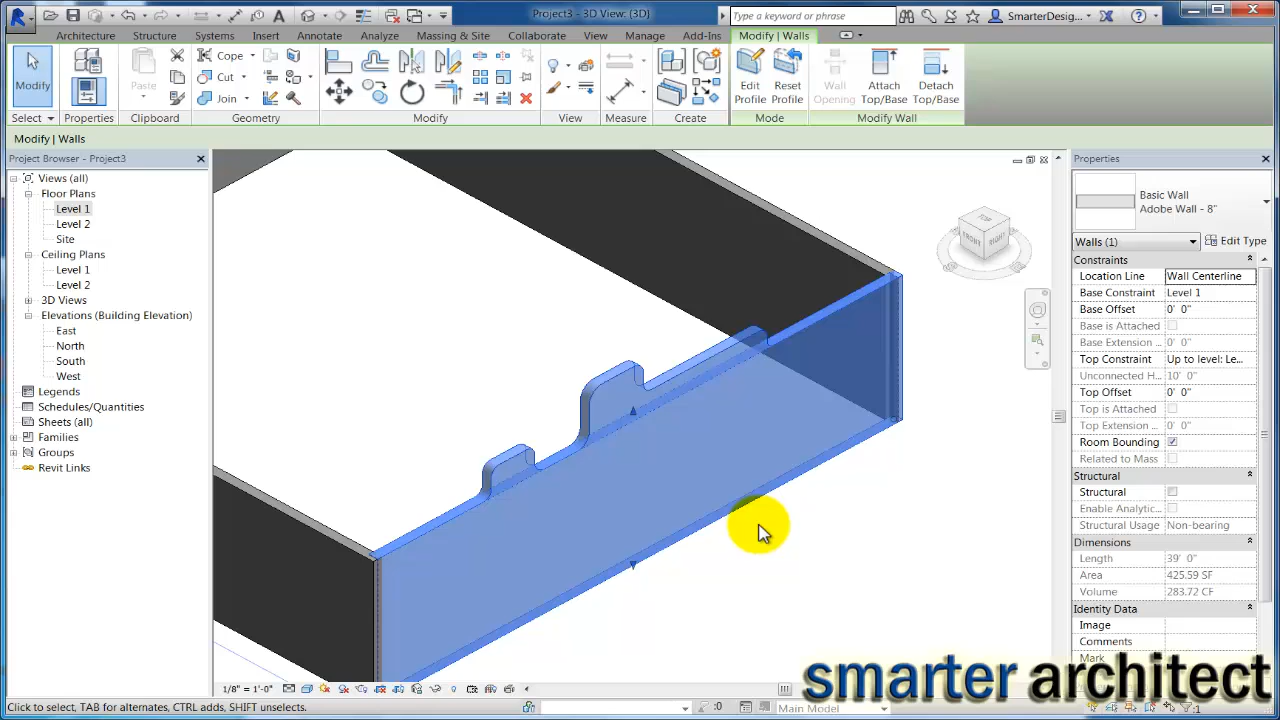 Project3 - 3D View: {3D}
Type a keyword or phrase
SmarterDesig...
Architecture Structure Systems Insert Annotate Analyze Massing & Site Collaborate View Manage Add-Ins Modify | Walls
Modify
Properties
Paste
Cope
Cut
Join
Edit Profile
Reset Profile
Wall Opening
Attach Top/Base
Detach Top/Base
Select Properties Clipboard Geometry Modify View Measure Create Mode Modify Wall
Modify | Walls
Project Browser - Project3
Views (all)
Floor Plans
Level 1
Level 2
Site
Ceiling Plans
Level 1
Level 2
3D Views
Elevations (Building Elevation)
East
North
South
West
Legends
Schedules/Quantities
Sheets (all)
Families
Groups
Revit Links
TOP
FRONT
RIGHT
Properties
Basic Wall
Adobe Wall - 8"
Walls (1) Edit Type
Constraints
Location Line Wall Centerline
Base Constraint Level 1
Base Offset 0' 0"
Base is Attached
Base Extension 0' 0"
Top Constraint Up to level: Le...
Unconnected H... 10' 0"
Top Offset 0' 0"
Top is Attached
Top Extension 0' 0"
Room Bounding
Related to Mass
Structural
Structural
Enable Analytic...
Structural Usage Non-bearing
Dimensions
Length 39' 0"
Area 425.59 SF
Volume 283.72 CF
Identity Data
Image
Comments
Mark
1/8" = 1'-0"
Click to select, TAB for alternates, CTRL adds, SHIFT unselects.
:0
Main Model
:1
smarter architect